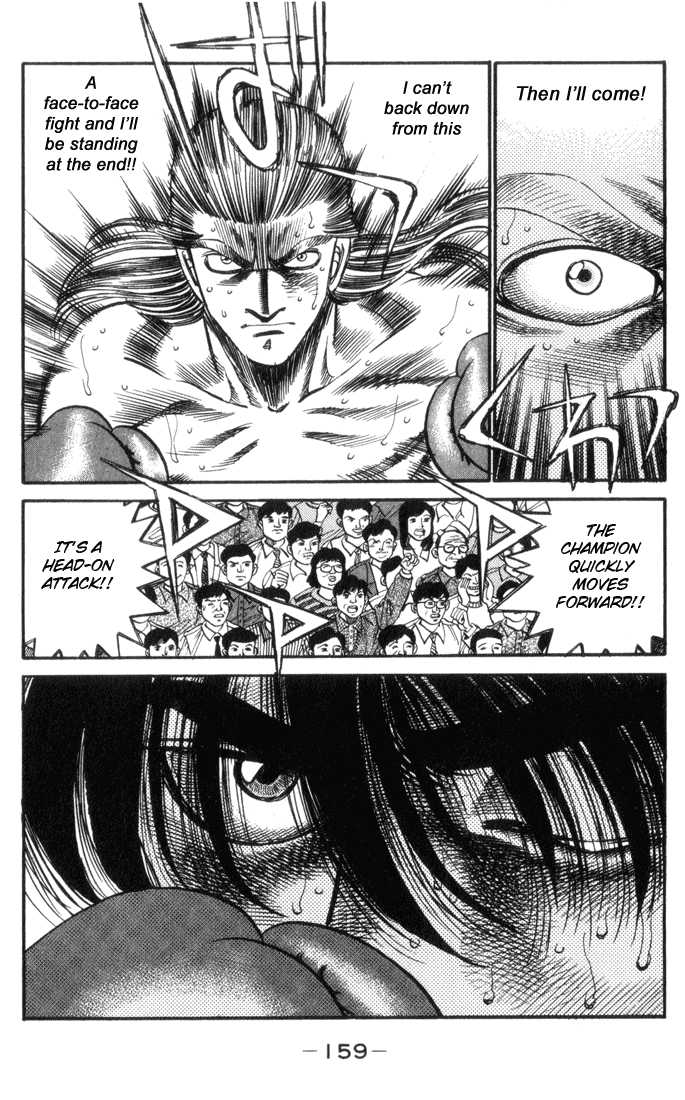 Then I'll come!
I can't
back down
from this
A
face-to-face
fight and I'll
be standing
at the end!!
THE
CHAMPION
QUICKLY
MOVES
FORWARD!!
IT'S A
HEAD-ON
ATTACK!!
-159-